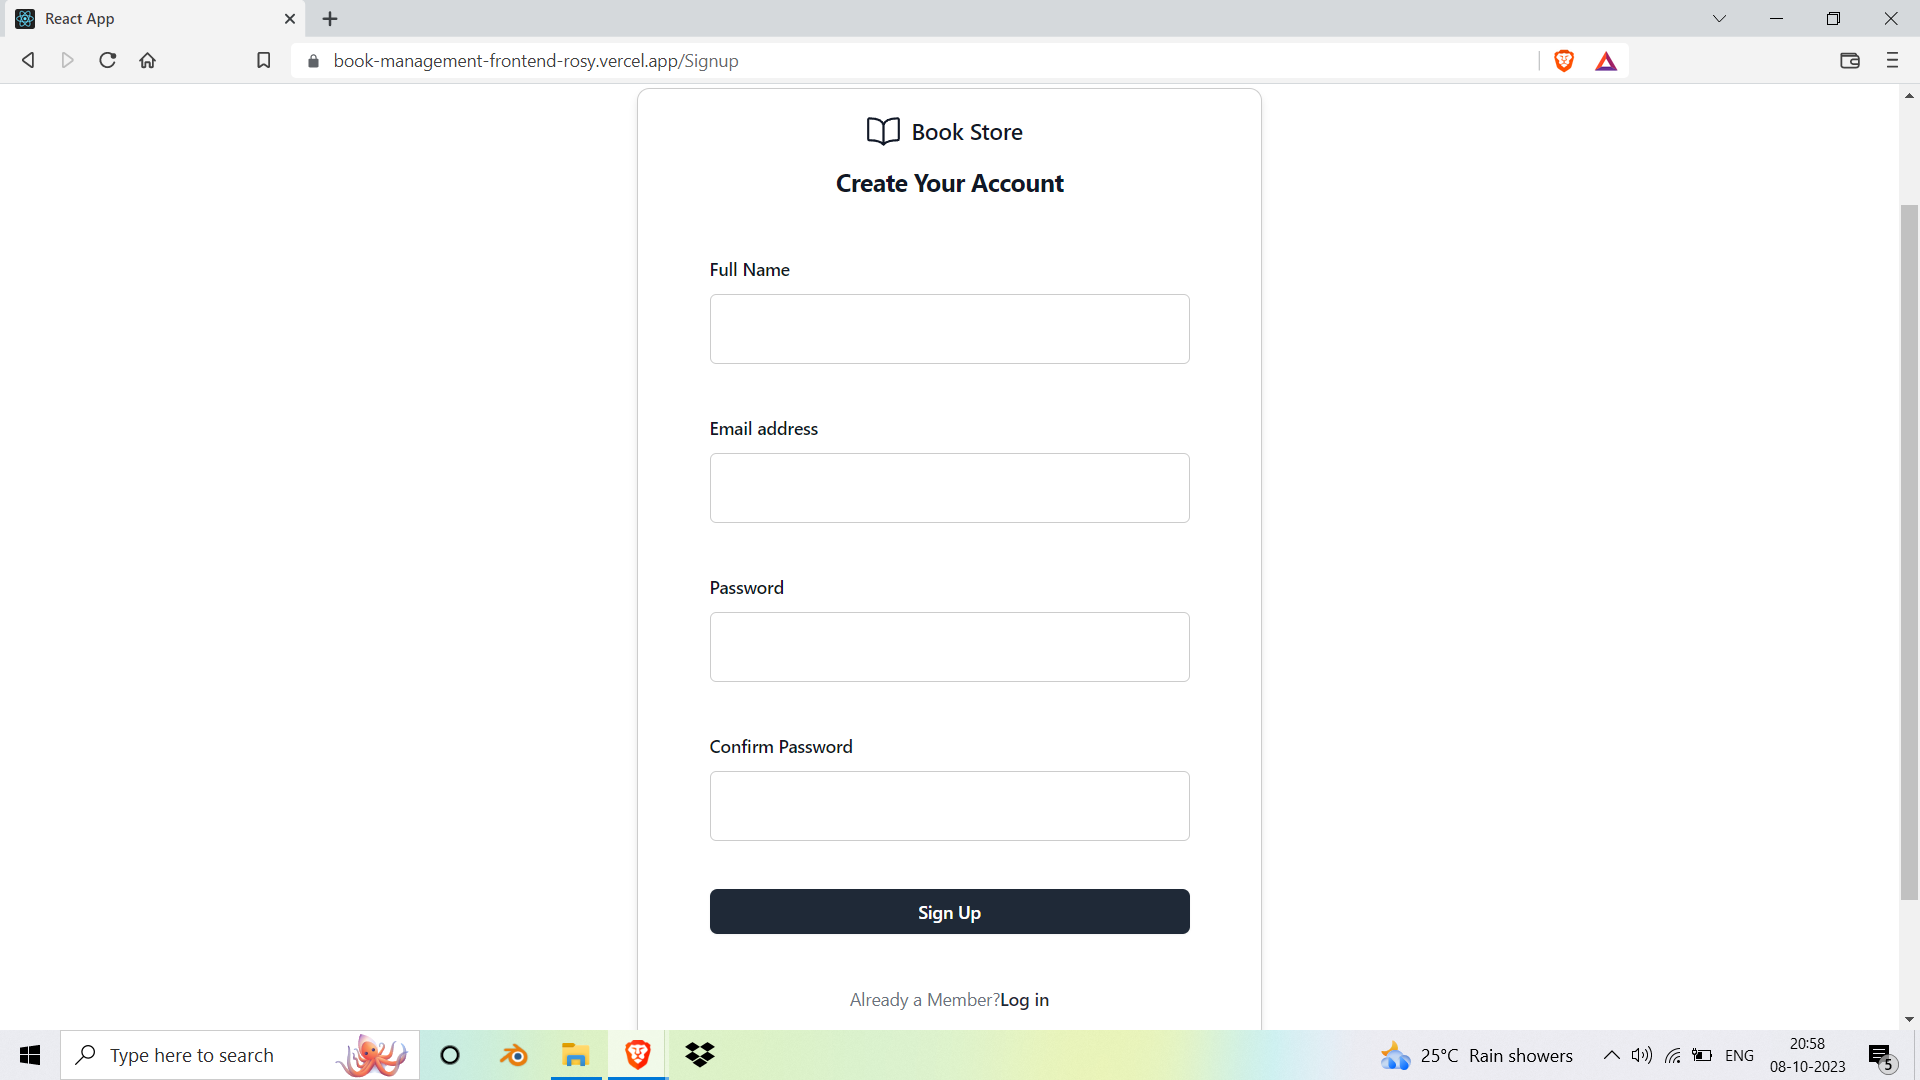 React App
book-management-frontend-rosy.vercel.app/Signup
Book Store
Create Your Account
Full Name
Email address
Password
Confirm Password
Sign Up
Already a Member?Log in
Type here to search
25°C Rain showers
ENG
20:58
08-10-2023
5